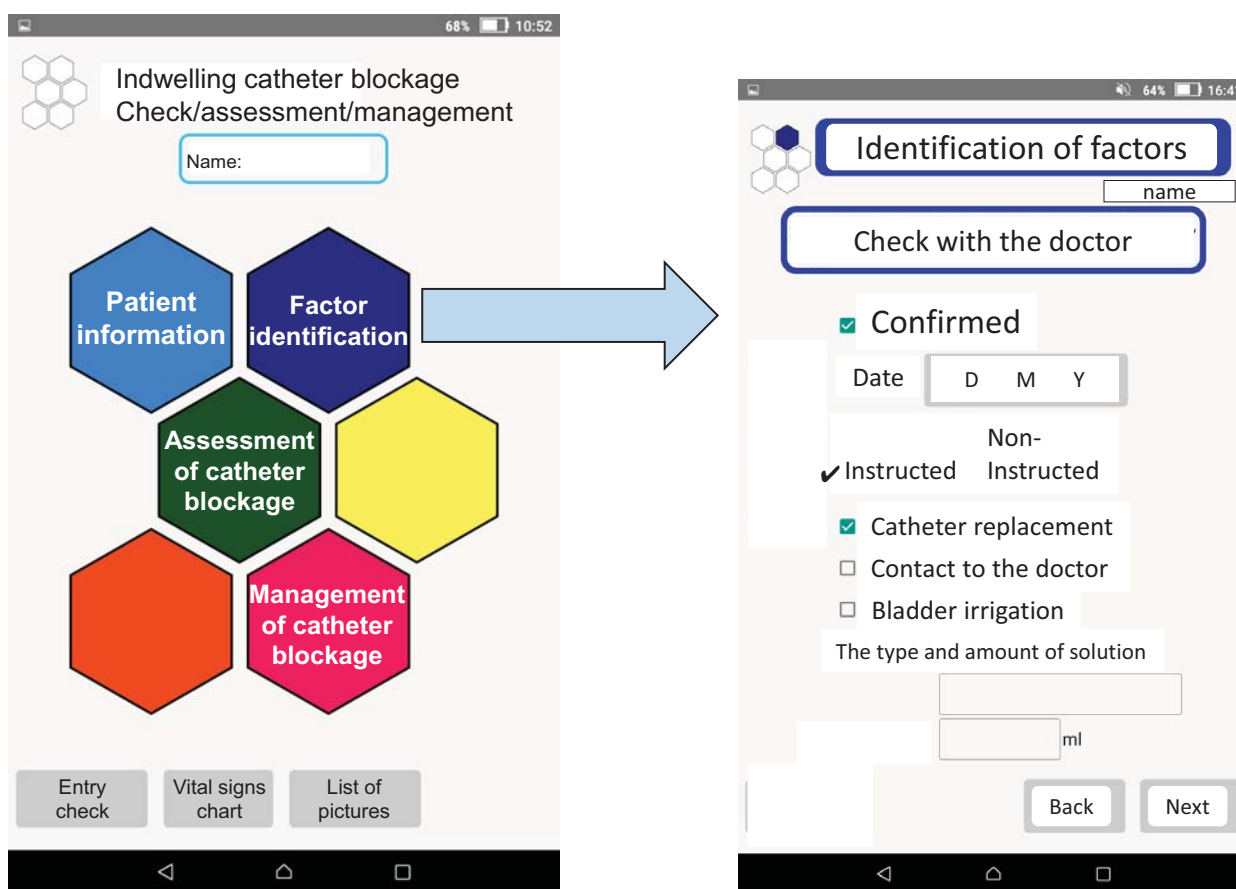 68% 10:52
Indwelling catheter blockage
Check/assessment/management
Name:
Patient
information
Factor
identification
Assessment
of catheter
blockage
Management
of catheter
blockage
Entry
check
Vital signs
chart
List of
pictures
64% 16:4
Identification of factors
name
Check with the doctor
Confirmed
Date D M Y
Instructed
Non-
Instructed
Catheter replacement
Contact to the doctor
Bladder irrigation
The type and amount of solution
ml
Back
Next